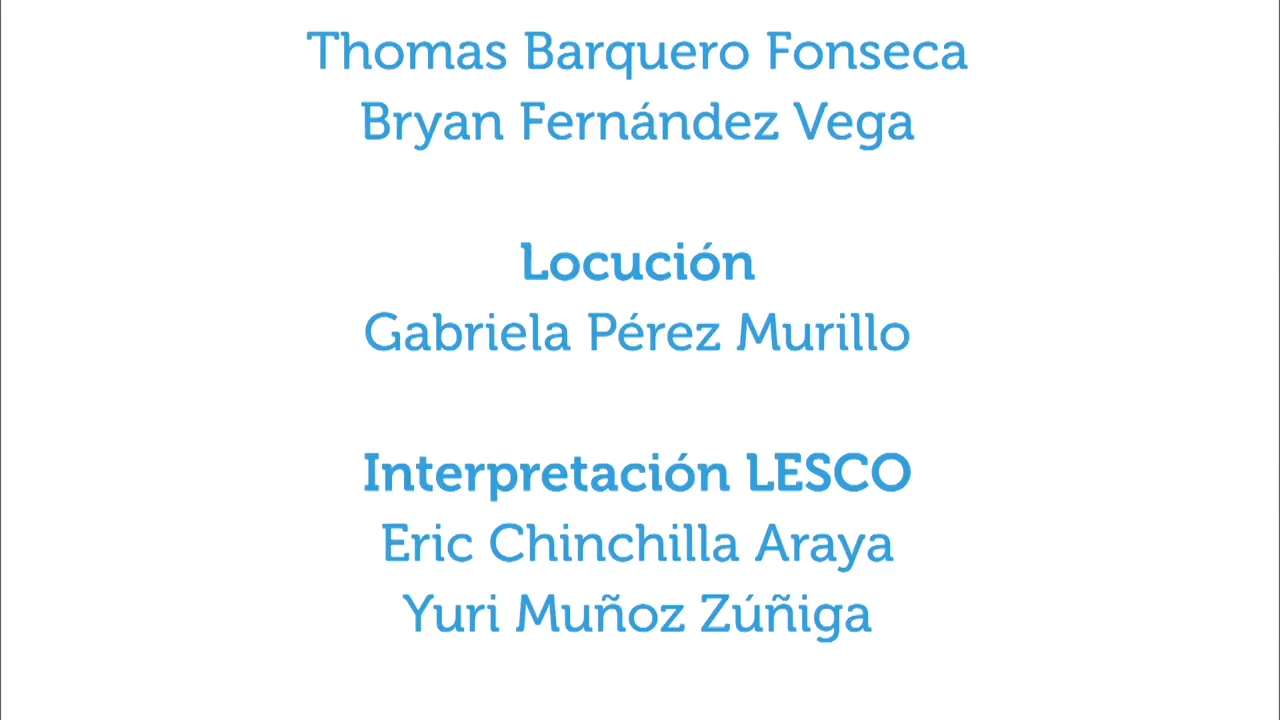 Thomas Barquero Fonseca
Bryan Fernández Vega
Locución
Gabriela Pérez Murillo
Interpretación LESCO
Eric Chinchilla Araya
Yuri Muñoz Zúñiga